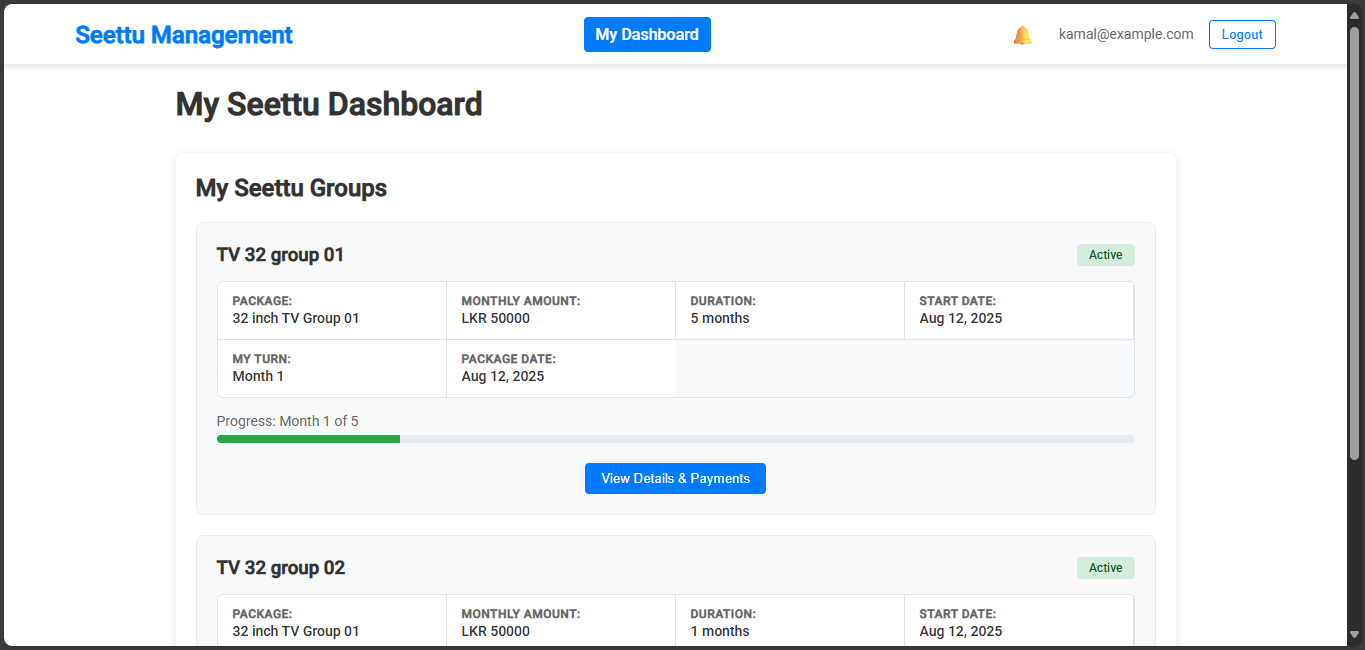 Seettu Management My Dashboard kamal@example.com Logout
My Seettu Dashboard
My Seettu Groups
TV 32 group 01 Active
PACKAGE: MONTHLY AMOUNT: DURATION: START DATE:
32 inch TV Group 01 LKR 50000 5 months Aug 12, 2025
MY TURN: PACKAGE DATE:
Month 1 Aug 12, 2025
Progress: Month 1 of 5
View Details & Payments
TV 32 group 02 Active
PACKAGE: MONTHLY AMOUNT: DURATION: START DATE:
32 inch TV Group 01 LKR 50000 1 months Aug 12, 2025